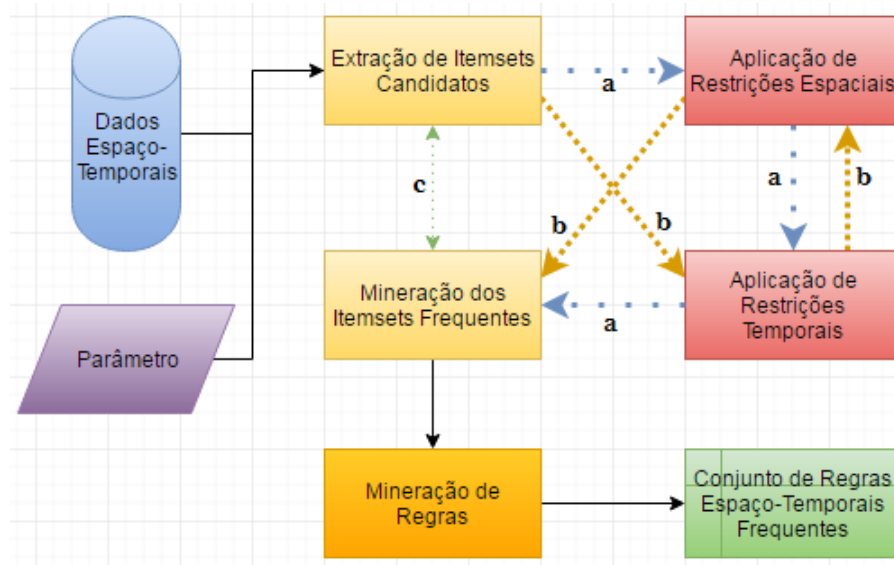 Extração de Itemsets
Candidatos
a
Aplicação de
Restrições Espaciais
Dados
Espaço-
Temporais
c
a
b
b
b
Mineração dos
Itemsets Frequentes
a
Aplicação de
Restrições
Temporais
Parâmetro
Mineração de
Regras
Conjunto de Regras
Espaço-Temporais
Frequentes